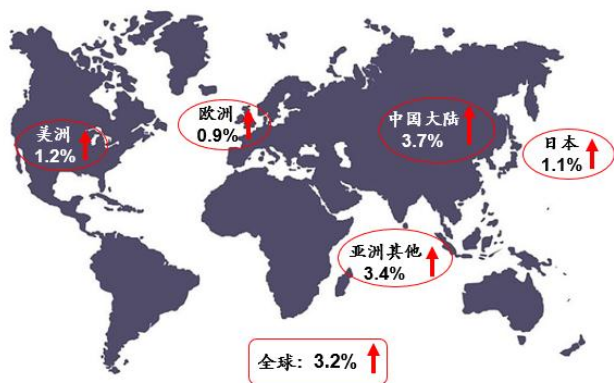 欧洲
0.9%
美洲
1.2%
中国大陆
3.7%
日本
1.1%
亚洲其他
3.4%
全球: 3.2%